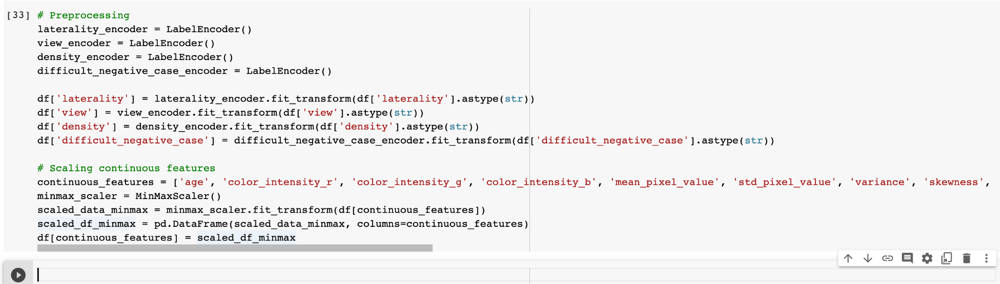 [33] # Preprocessing
laterality_encoder = LabelEncoder()
view_encoder = LabelEncoder()
density_encoder = LabelEncoder()
difficult_negative_case_encoder = LabelEncoder()
df['laterality'] = laterality_encoder.fit_transform(df['laterality'].astype(str))
df['view'] = view_encoder.fit_transform(df['view'].astype(str))
df['density'] = density_encoder.fit_transform(df['density'].astype(str))
df['difficult_negative_case'] = difficult_negative_case_encoder.fit_transform(df['difficult_negative_case'].astype(str))
# Scaling continuous features
continuous_features = ['age', 'color_intensity_r', 'color_intensity_g', 'color_intensity_b', 'mean_pixel_value', 'std_pixel_value', 'variance', 'skewness',
minmax_scaler = MinMaxScaler()
scaled_data_minmax = minmax_scaler.fit_transform(df[continuous_features])
scaled_df_minmax = pd.DataFrame(scaled_data_minmax, columns=continuous_features)
df[continuous_features] = scaled_df_minmax